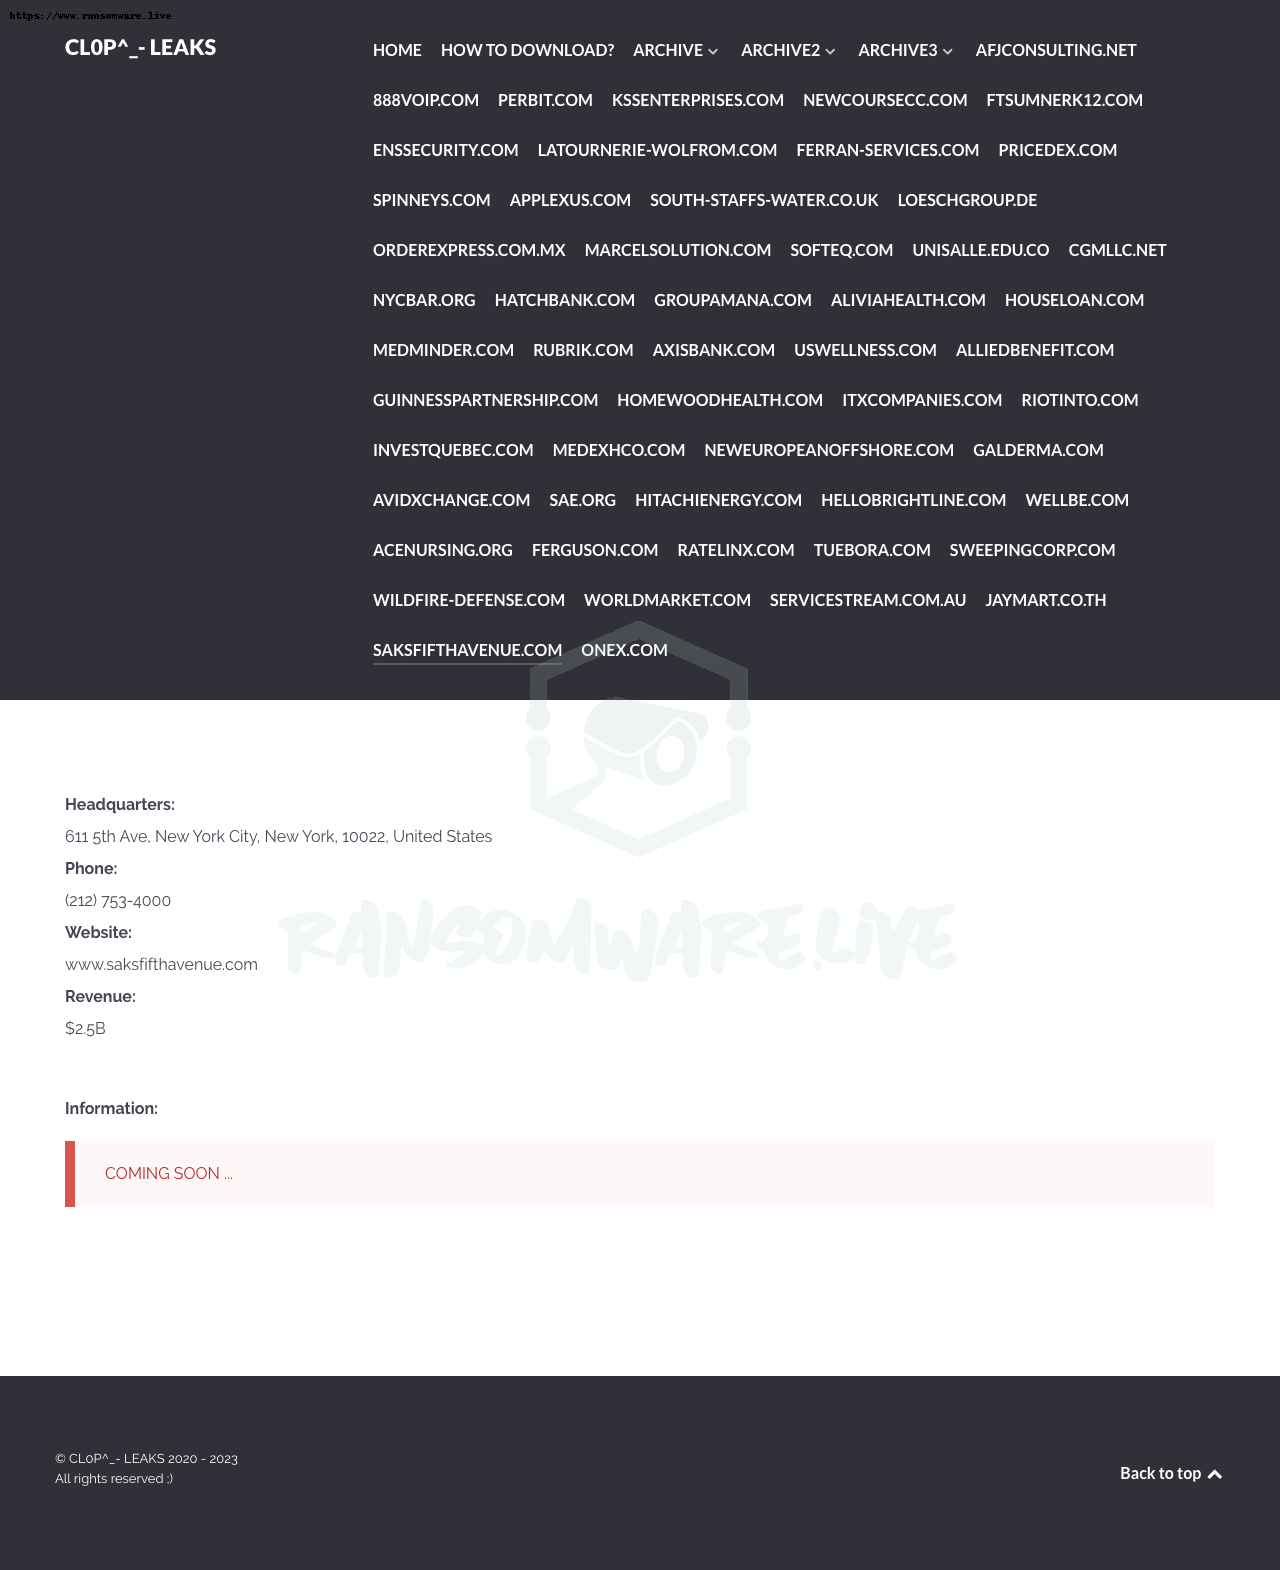 https://www.ransomware.live
CL0P^_- LEAKS
HOME HOW TO DOWNLOAD? ARCHIVE ARCHIVE2 ARCHIVE3 AFJCONSULTING.NET
888VOIP.COM PERBIT.COM KSSENTERPRISES.COM NEWCOURSECC.COM FTSUMNERK12.COM
ENSSECURITY.COM LATOURNERIE-WOLFROM.COM FERRAN-SERVICES.COM PRICEDEX.COM
SPINNEYS.COM APPLEXUS.COM SOUTH-STAFFS-WATER.CO.UK LOESCHGROUP.DE
ORDEREXPRESS.COM.MX MARCELSOLUTION.COM SOFTEQ.COM UNISALLE.EDU.CO CGMLLC.NET
NYCBAR.ORG HATCHBANK.COM GROUPAMANA.COM ALIVIAHEALTH.COM HOUSELOAN.COM
MEDMINDER.COM RUBRIK.COM AXISBANK.COM USWELLNESS.COM ALLIEDBENEFIT.COM
GUINNESSPARTNERSHIP.COM HOMEWOODHEALTH.COM ITXCOMPANIES.COM RIOTINTO.COM
INVESTQUEBEC.COM MEDEXHCO.COM NEWEUROPEANOFFSHORE.COM GALDERMA.COM
AVIDXCHANGE.COM SAE.ORG HITACHIENERGY.COM HELLOBRIGHTLINE.COM WELLBE.COM
ACENURSING.ORG FERGUSON.COM RATELINX.COM TUEBORA.COM SWEEPINGCORP.COM
WILDFIRE-DEFENSE.COM WORLDMARKET.COM SERVICESTREAM.COM.AU JAYMART.CO.TH
SAKSFIFTHAVENUE.COM ONEX.COM
Headquarters:
611 5th Ave, New York City, New York, 10022, United States
Phone:
(212) 753-4000
RANSOMWARE.LIVE
Website:
www.saksfifthavenue.com
Revenue:
$2.5B
Information:
COMING SOON ...
© CL0P^_- LEAKS 2020 - 2023
All rights reserved ;)
Back to top